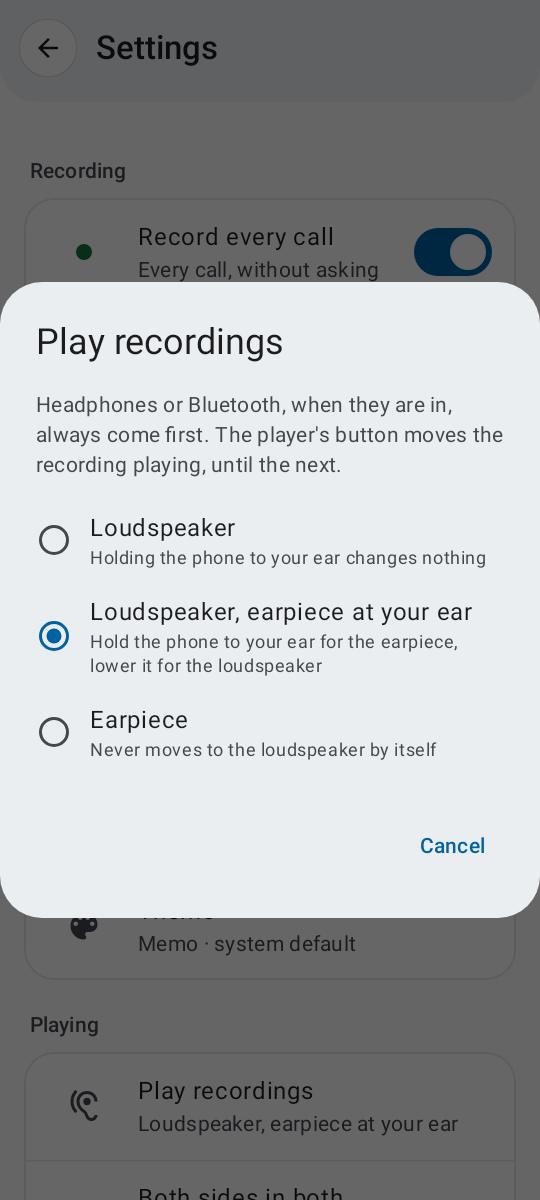 Settings
Recording
Record every call
Every call, without asking
Play recordings
Headphones or Bluetooth, when they are in,
always come first. The player's button moves the
recording playing, until the next.
Loudspeaker
Holding the phone to your ear changes nothing
Loudspeaker, earpiece at your ear
Hold the phone to your ear for the earpiece,
lower it for the loudspeaker
Earpiece
Never moves to the loudspeaker by itself
Cancel
Memo · system default
Playing
Play recordings
Loudspeaker, earpiece at your ear
Both sides in both